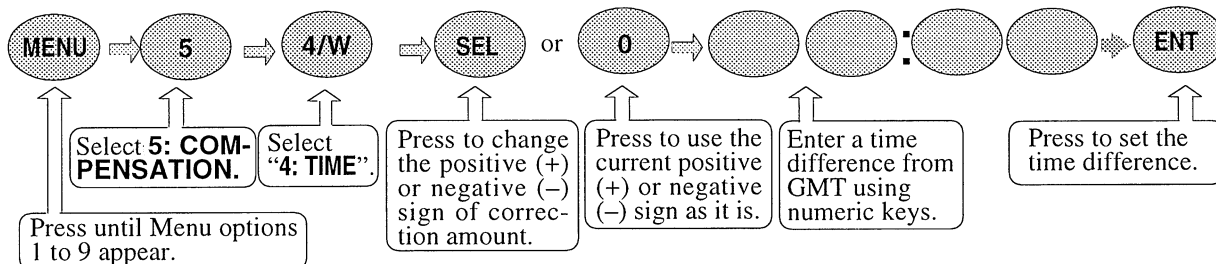 MENU 5 4/W SEL or 0 : ENT
Select 5: COM-
PENSATION.
Select
"4: TIME".
Press to change
the positive (+)
or negative (−)
sign of correc-
tion amount.
Press to use the
current positive
(+) or negative
(−) sign as it is.
Enter a time
difference from
GMT using
numeric keys.
Press to set the
time difference.
Press until Menu options
1 to 9 appear.